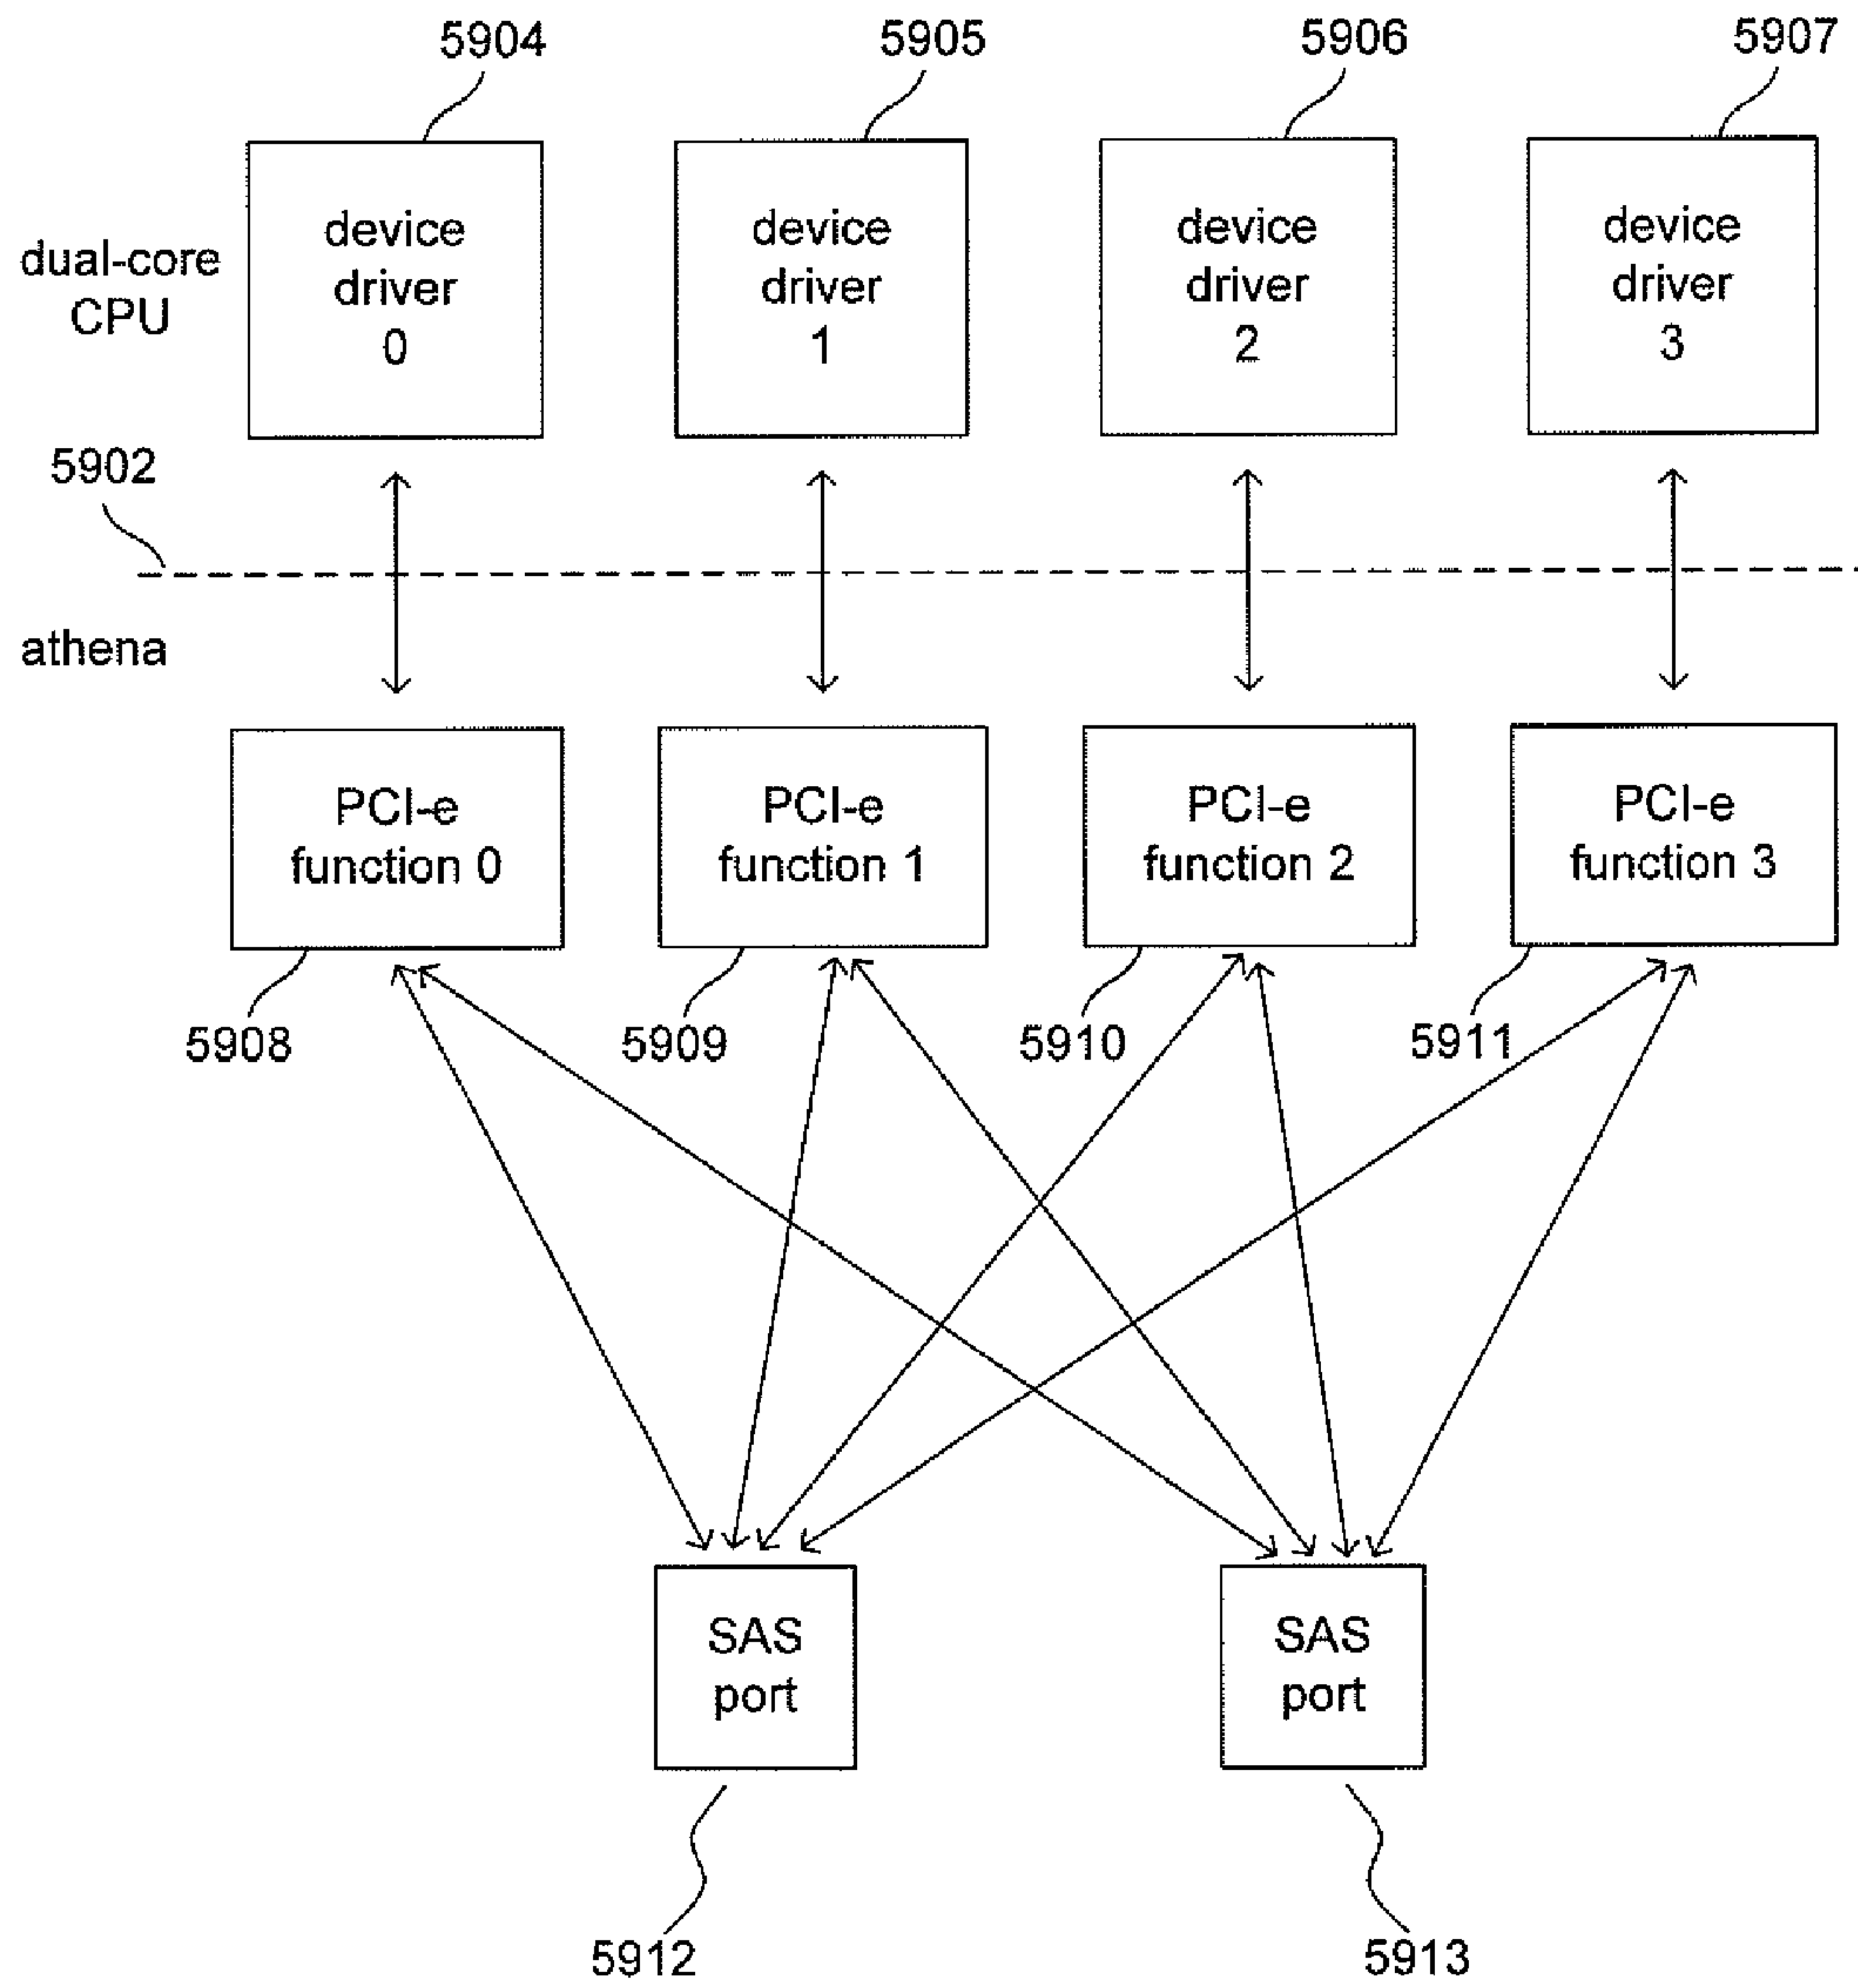 5904
5905
5906
5907
dual-core
CPU
device
driver
0
device
driver
1
device
driver
2
device
driver
3
5902
athena
PCI-e
function 0
PCI-e
function 1
PCI-e
function 2
PCI-e
function 3
5908
5909
5910
5911
SAS
port
SAS
port
5912
5913